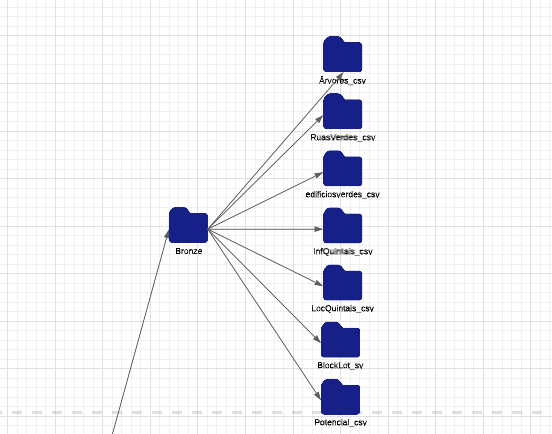 Árvores_csv
RuasVerdes_csv
edificiosverdes_csv
Bronze
InfQuintais_csv
LocQuintais_csv
BlockLot_sv
Potencial_csv